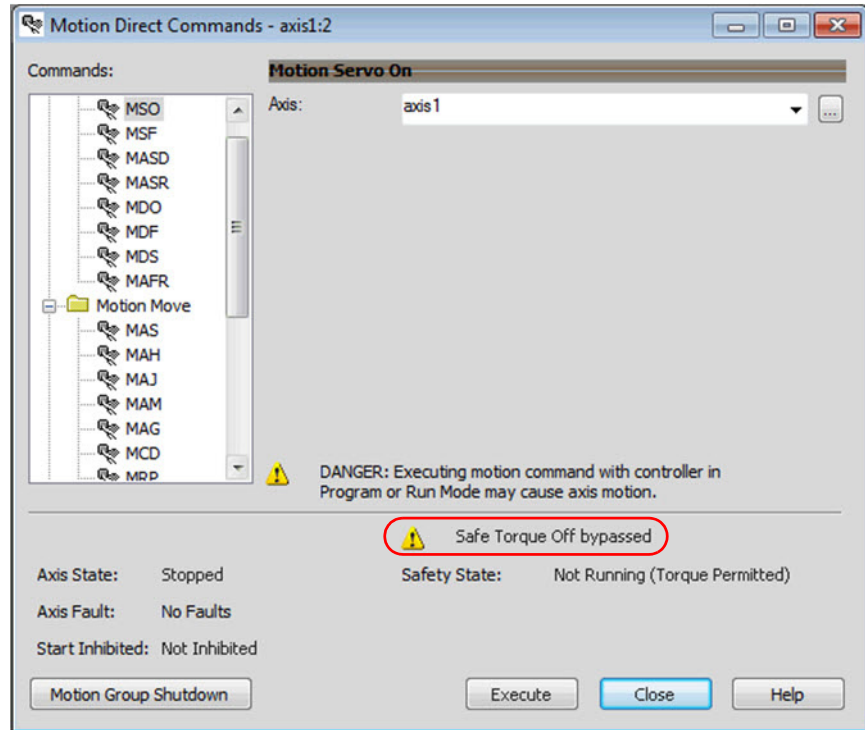 Motion Direct Commands - axis1:2
Commands:
Motion Servo On
MSO
MSF
MASD
MASR
MDO
MDF
MDS
MAFR
Motion Move
MAS
MAH
MAJ
MAM
MAG
MCD
MRP
Axis:
axis1
...
DANGER: Executing motion command with controller in
Program or Run Mode may cause axis motion.
Safe Torque Off bypassed
Axis State: Stopped
Safety State: Not Running (Torque Permitted)
Axis Fault: No Faults
Start Inhibited: Not Inhibited
Motion Group Shutdown
Execute
Close
Help